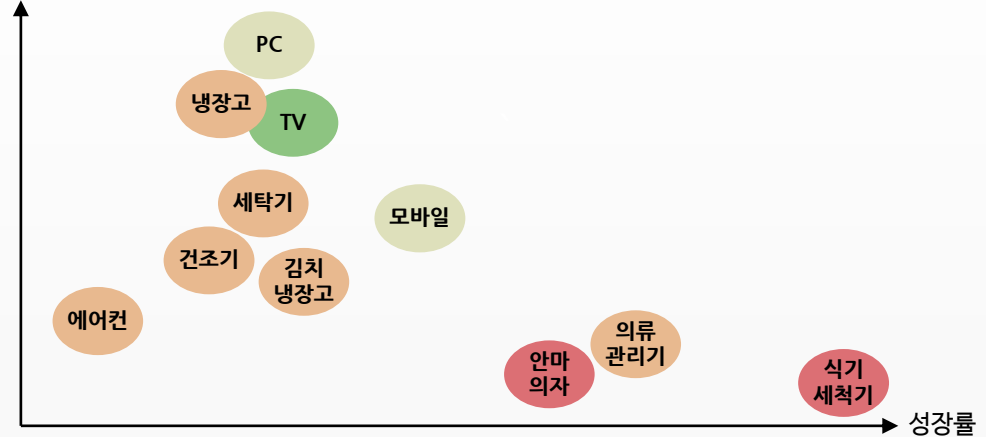 PC
냉장고
TV
세탁기
모바일
건조기
김치
냉장고
에어컨
의류
관리기
안마
의자
식기
세척기
성장률